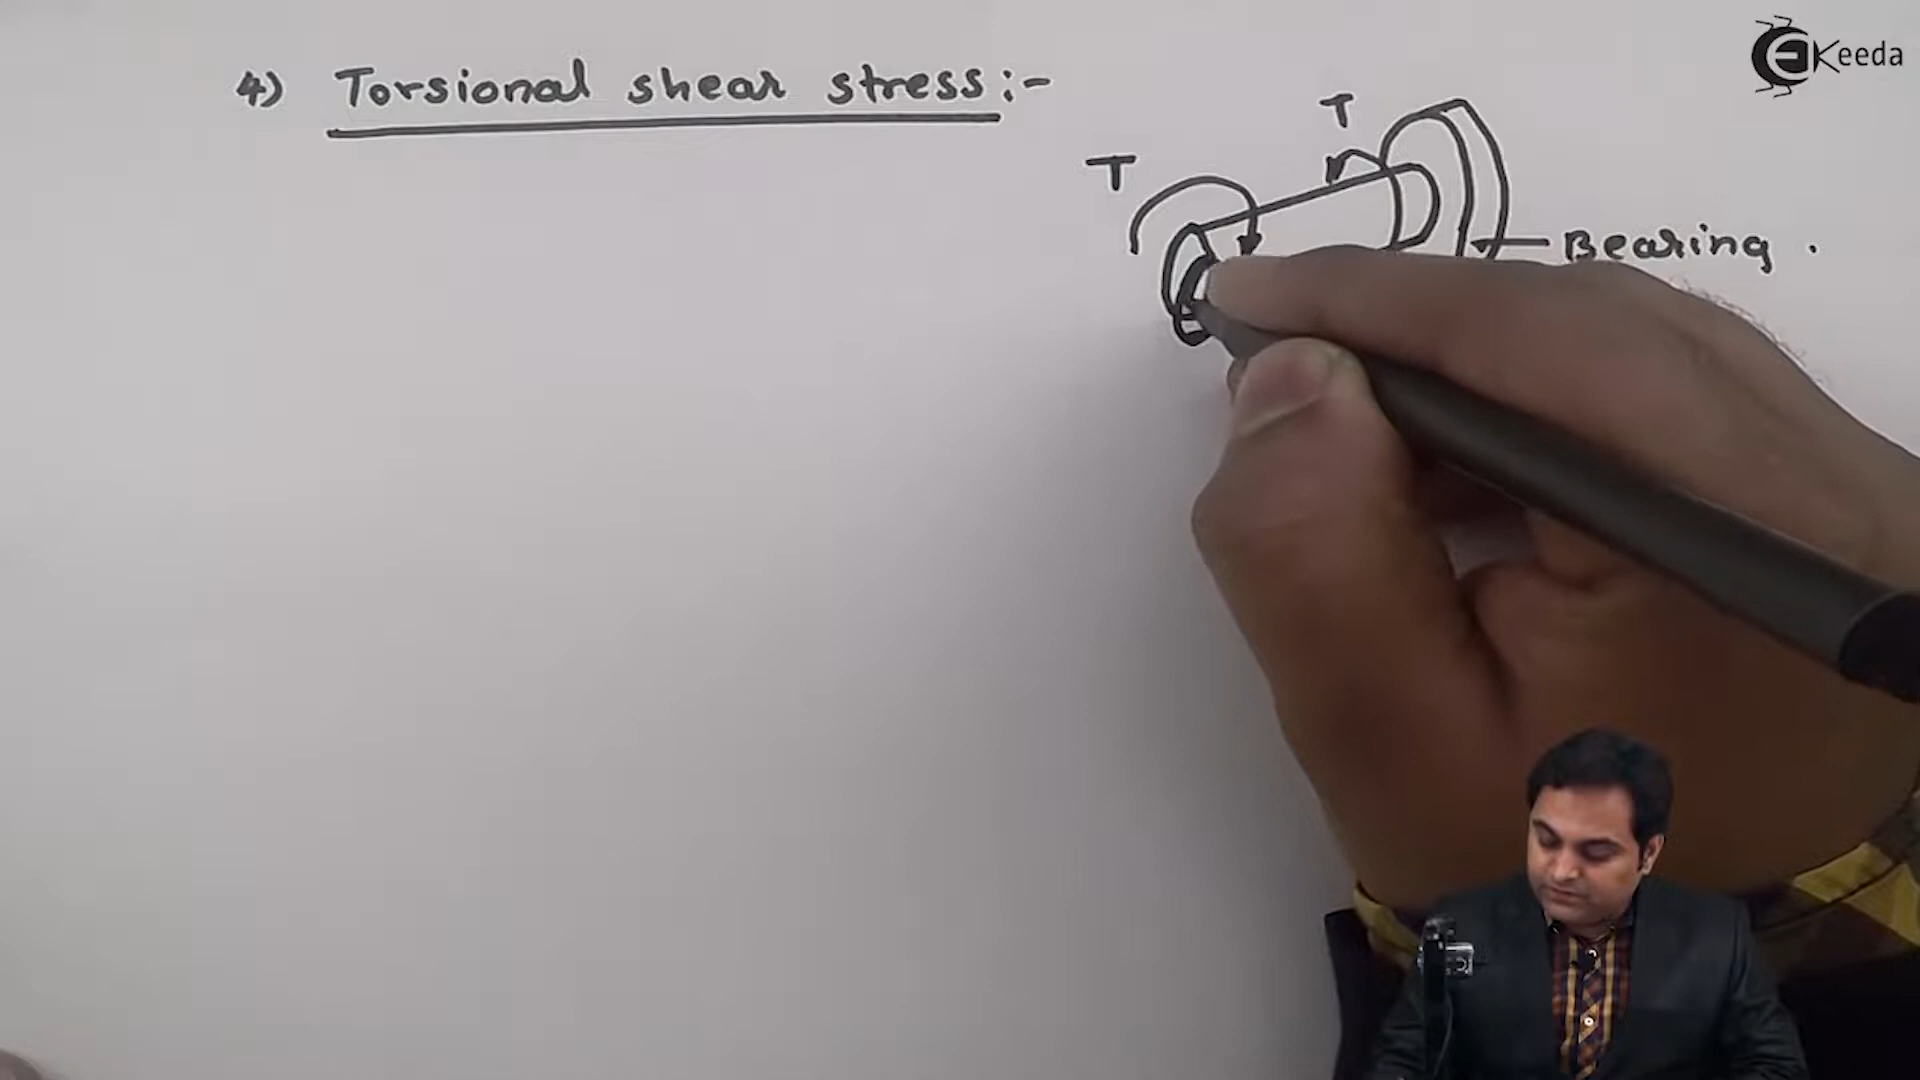 EKeeda
4) Torsional shear stress:-
T
T
Bearing .